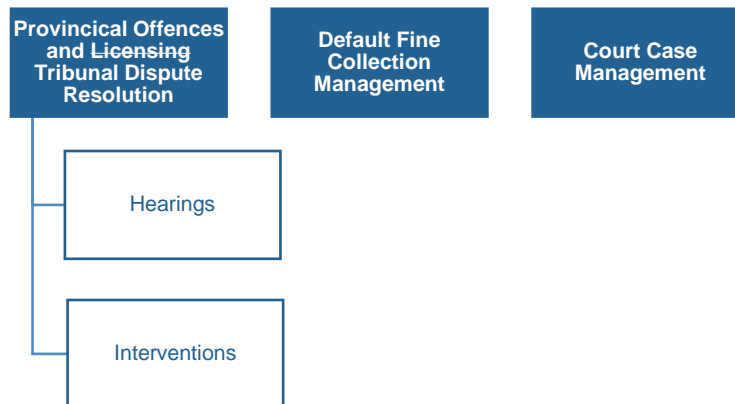 Provincical Offences
and Licensing
Tribunal Dispute
Resolution
Default Fine
Collection
Management
Court Case
Management
Hearings
Interventions